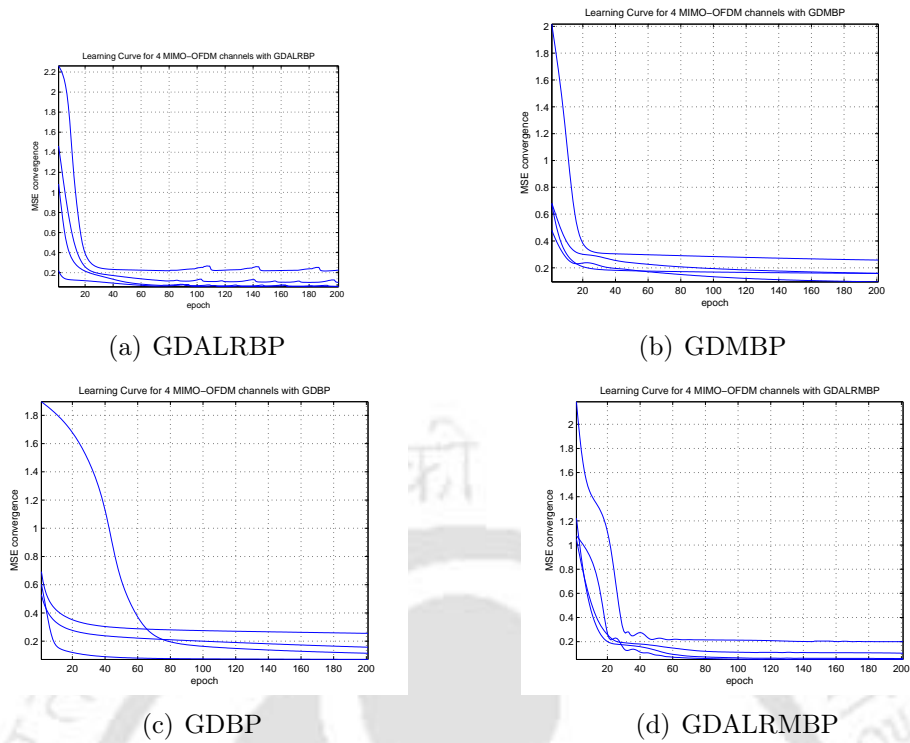 Learning Curve for 4 MIMO−OFDM channels with GDALRBP
2.2
2
1.8
1.6
1.4
1.2
1
0.8
0.6
0.4
0.2
MSE convergence
20 40 60 80 100 120 140 160 180 200
epoch
(a) GDALRBP
Learning Curve for 4 MIMO−OFDM channels with GDMBP
2
1.8
1.6
1.4
1.2
1
0.8
0.6
0.4
0.2
MSE convergence
20 40 60 80 100 120 140 160 180 200
epoch
(b) GDMBP
Learning Curve for 4 MIMO−OFDM channels with GDBP
1.8
1.6
1.4
1.2
1
0.8
0.6
0.4
0.2
MSE convergence
20 40 60 80 100 120 140 160 180 200
epoch
(c) GDBP
Learning Curve for 4 MIMO−OFDM channels with GDALRMBP
2
1.8
1.6
1.4
1.2
1
0.8
0.6
0.4
0.2
MSE convergence
20 40 60 80 100 120 140 160 180 200
epoch
(d) GDALRMBP